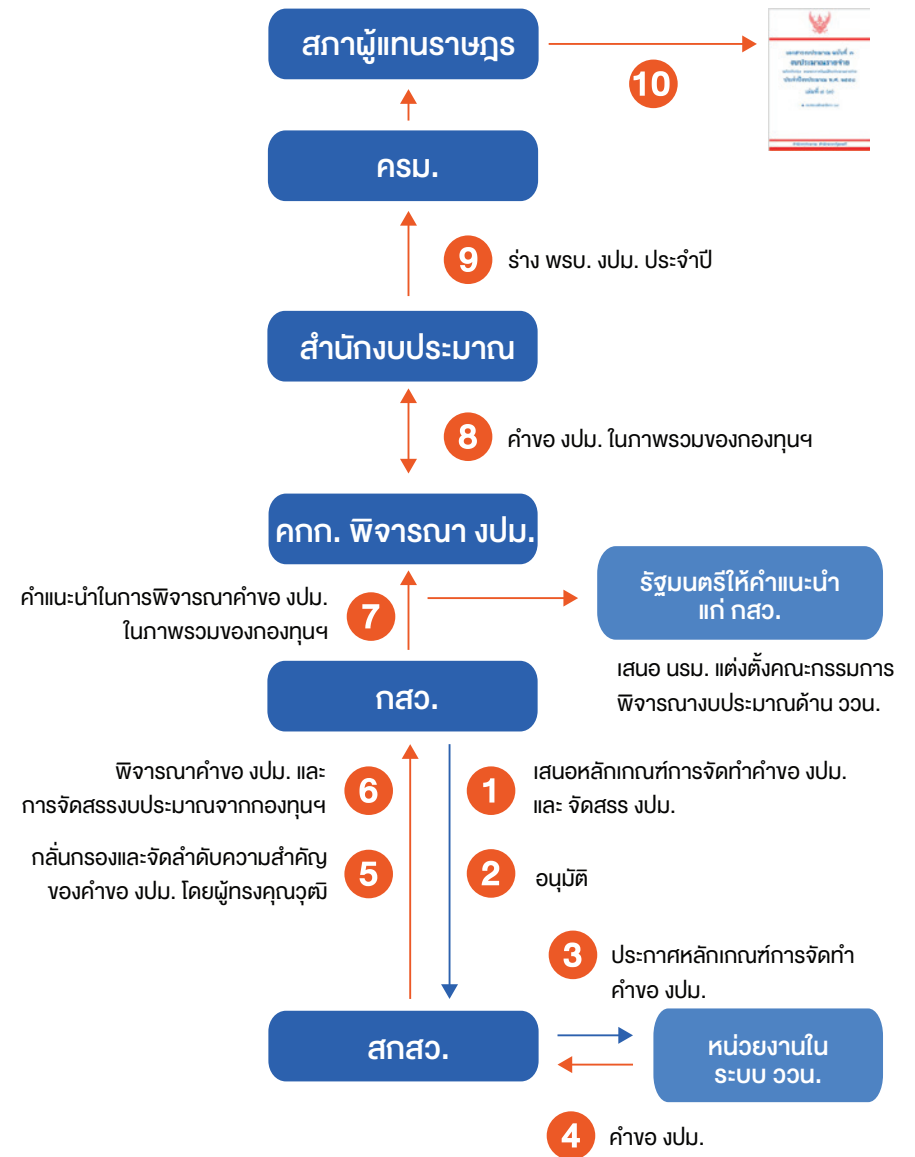 สภาผู้แทนราษฎร
10
งบประมาณรายจ่าย
ครม.
9
ร่าง พรบ. งปม. ประจำปี
สำนักงบประมาณ
8
คำขอ งปม. ในภาพรวมของกองทุนฯ
คกก. พิจารณา งปม.
คำแนะนำในการพิจารณาคำขอ งปม.
ในภาพรวมของกองทุนฯ
7
รัฐมนตรีให้คำแนะนำ
แก่ กสว.
เสนอ นรม. แต่งตั้งคณะกรรมการ
พิจารณางบประมาณด้าน ววน.
กสว.
พิจารณาคำขอ งปม. และ
การจัดสรรงบประมาณจากกองทุนฯ
6
1
เสนอหลักเกณฑ์การจัดทำคำขอ งปม.
และ จัดสรร งปม.
กลั่นกรองและจัดลำดับความสำคัญ
ของคำขอ งปม. โดยผู้ทรงคุณวุฒิ
5
2
อนุมัติ
3
ประกาศหลักเกณฑ์การจัดทำ
คำขอ งปม.
สกสว.
หน่วยงานใน
ระบบ ววน.
4
คำขอ งปม.